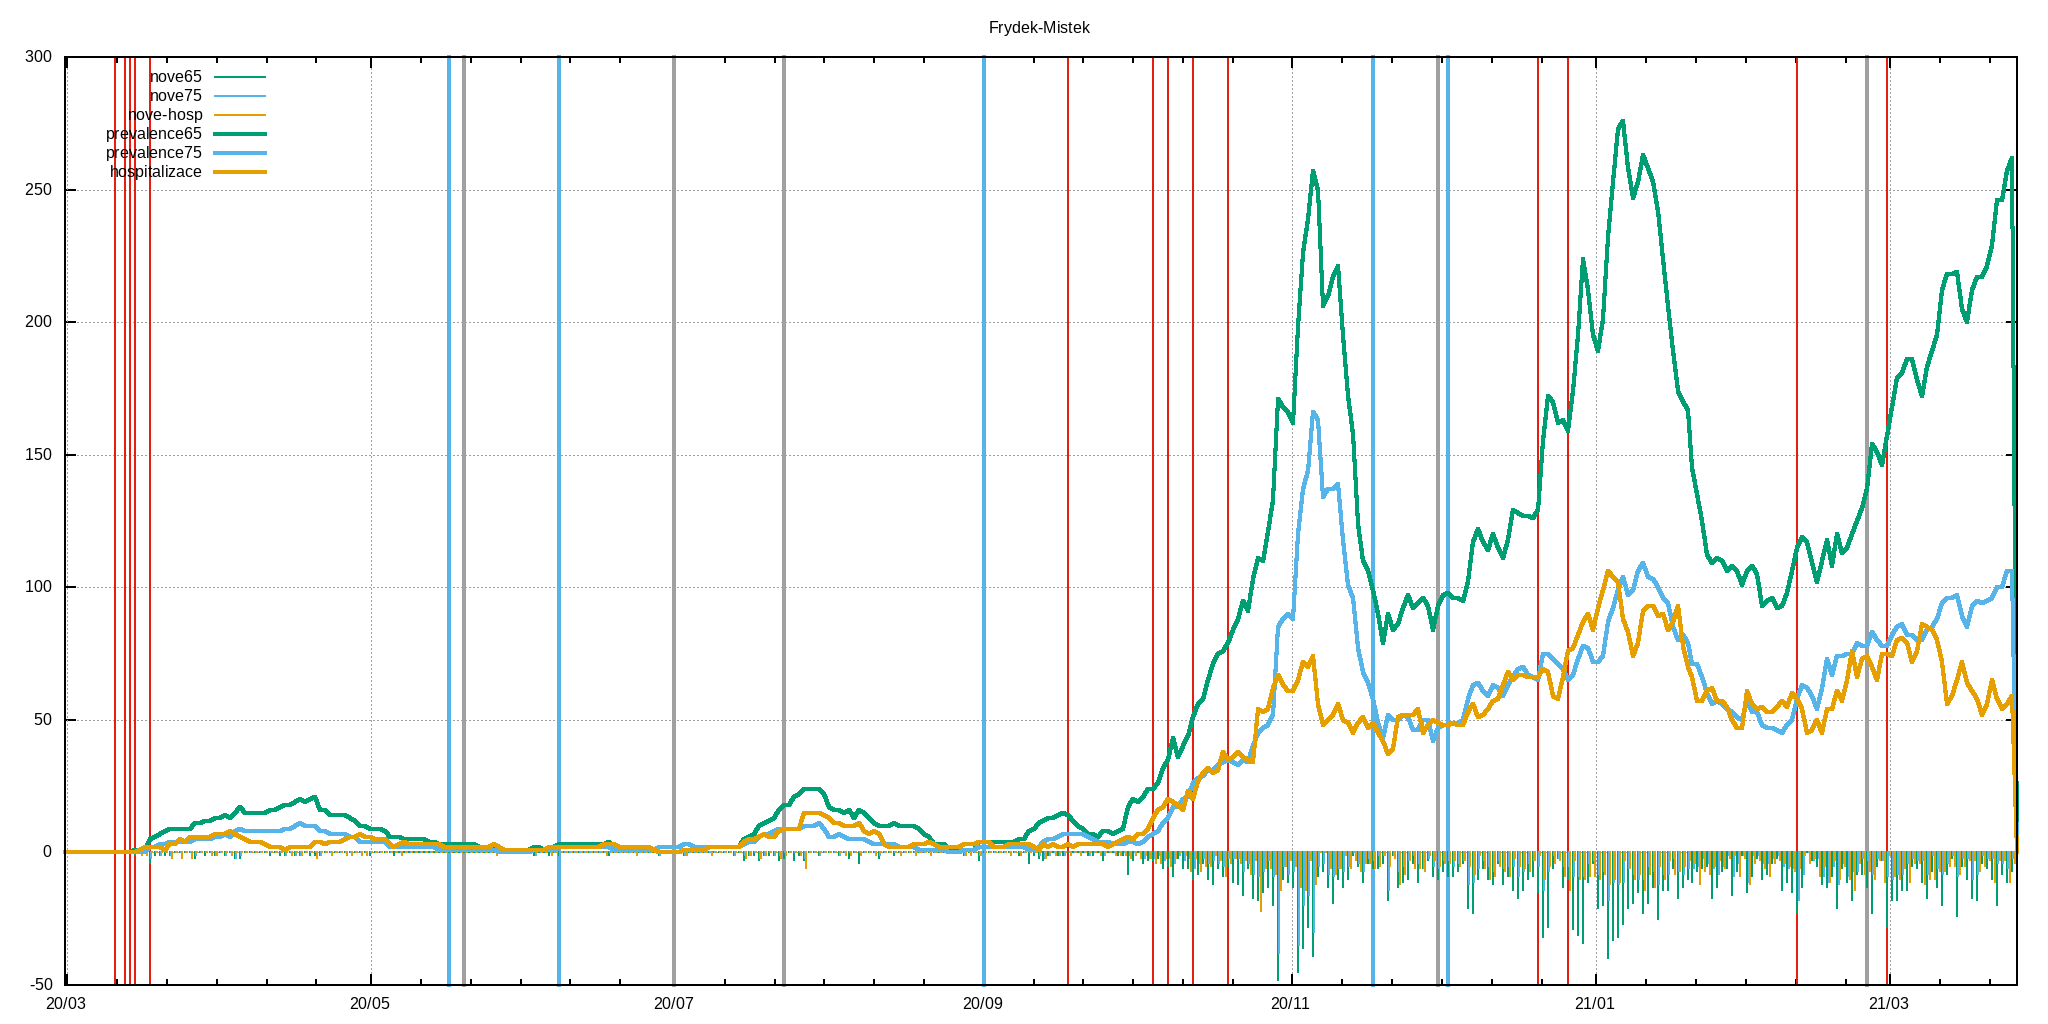 Frydek-Mistek
300
nove65
nove75
nove-hosp
prevalence65
prevalence75
hospitalizace
250
200
150
100
50
0
-50
20/03 20/05 20/07 20/09 20/11 21/01 21/03